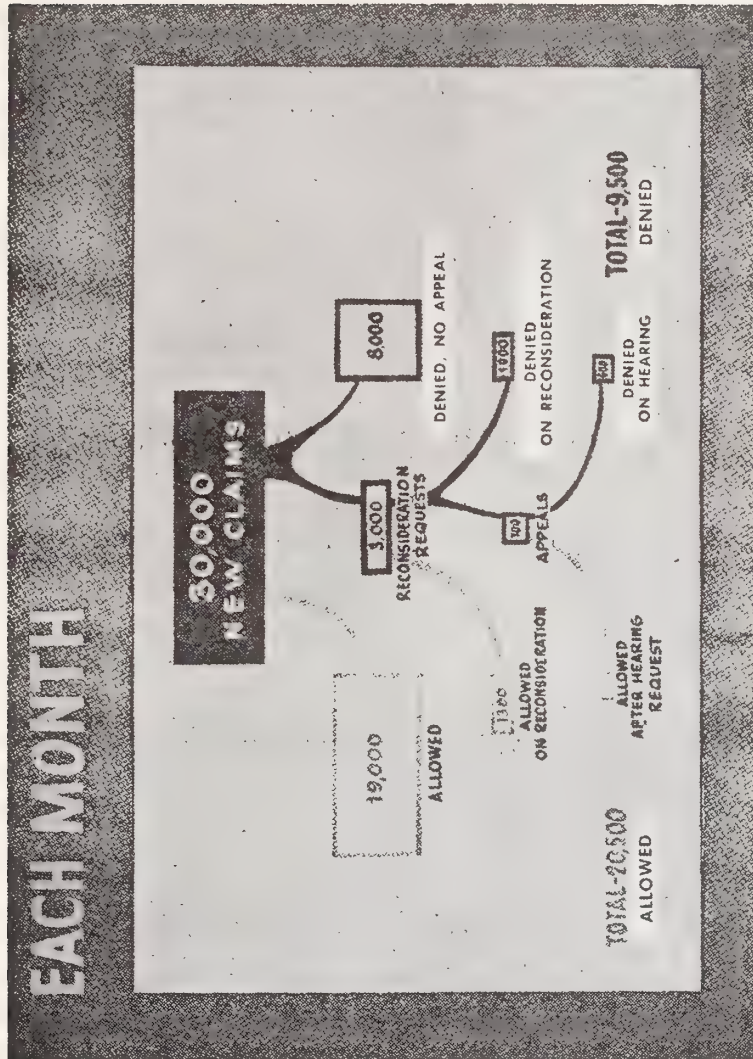 EACH MONTH
30,000
NEW CLAIMS
19,000
ALLOWED
3,000
RECONSIDERATION
REQUESTS
8,000
DENIED, NO APPEAL
1300
ALLOWED
ON RECONSIDERATION
APPEALS
DENIED
ON RECONSIDERATION
ALLOWED
AFTER HEARING
REQUEST
DENIED
ON HEARING
TOTAL-20,500
ALLOWED
TOTAL-9,500
DENIED